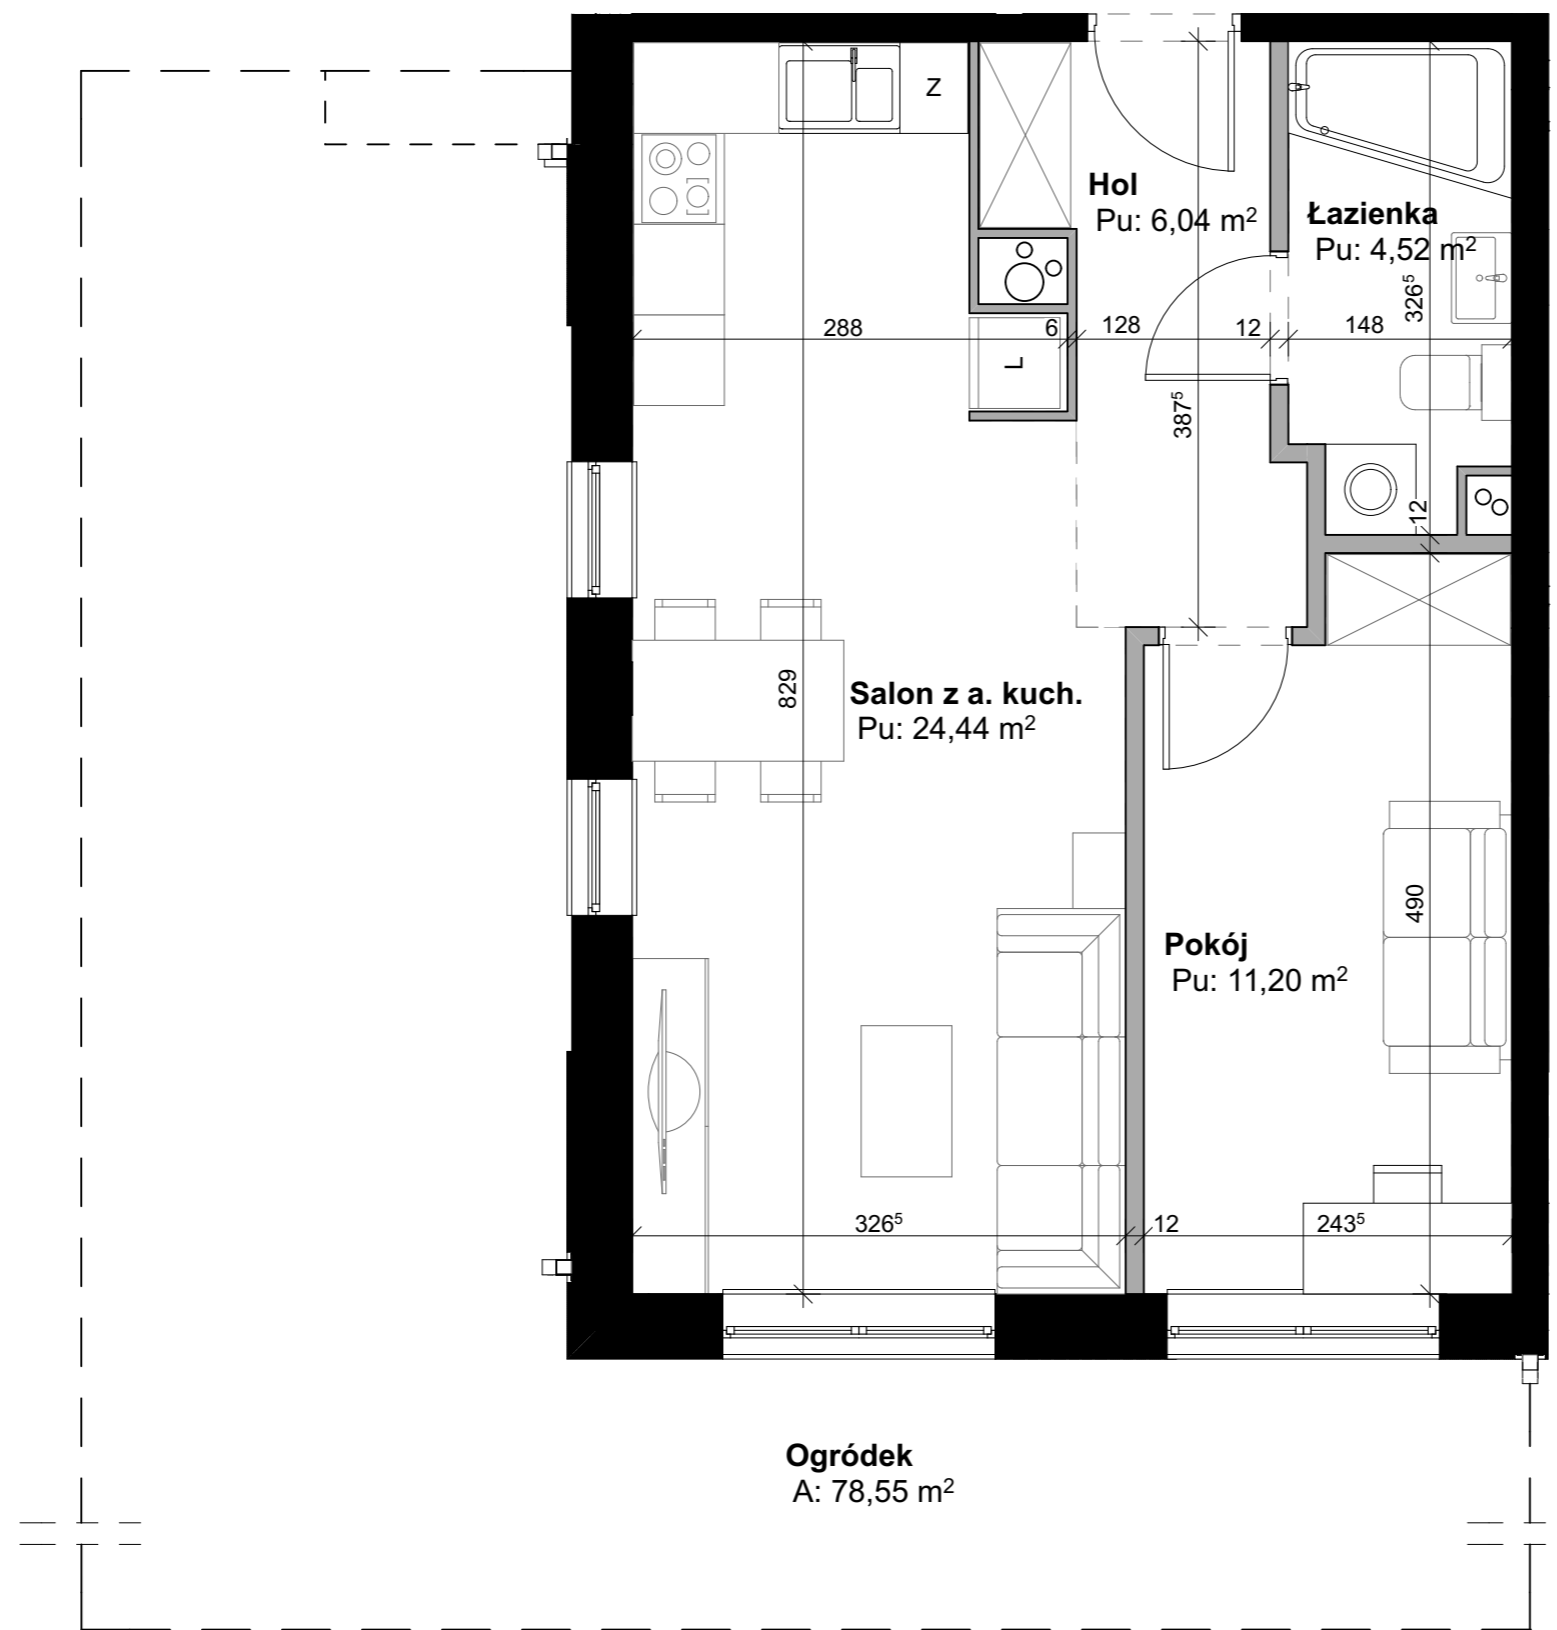 Z
Hol
Pu: 6,04 m²
Łazienka
Pu: 4,52 m²
326⁵
288
6
128
12
148
L
387⁵
12
829
Salon z a. kuch.
Pu: 24,44 m²
490
Pokój
Pu: 11,20 m²
326⁵
12
243⁵
Ogródek
A: 78,55 m²